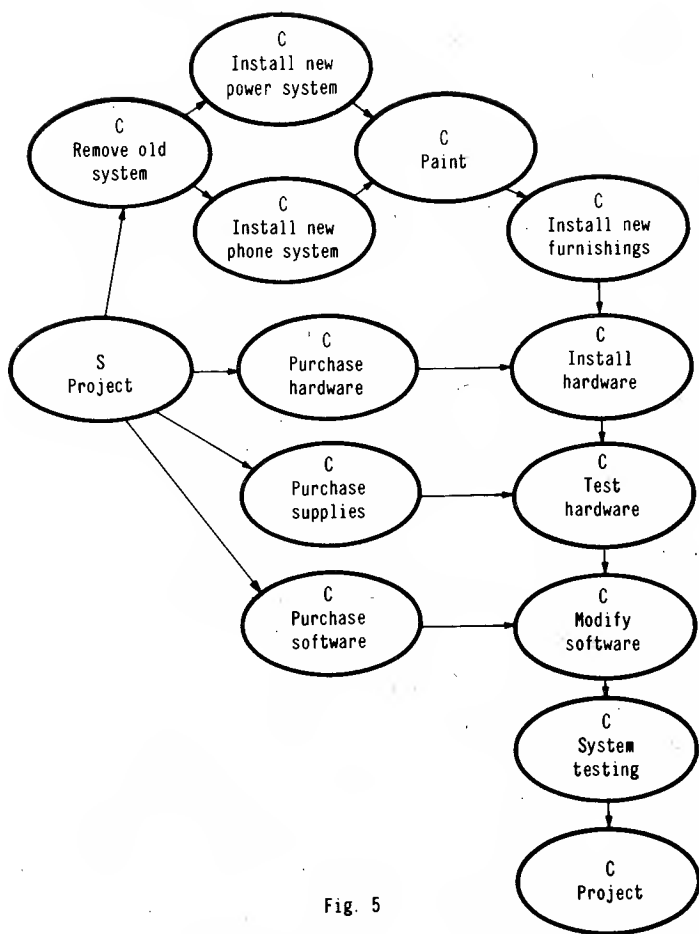 C
Install new
power system
C
Remove old
system
C
Paint
C
Install new
phone system
C
Install new
furnishings
S
Project
C
Purchase
hardware
C
Install
hardware
C
Purchase
supplies
C
Test
hardware
C
Purchase
software
C
Modify
software
C
System
testing
C
Project
Fig. 5